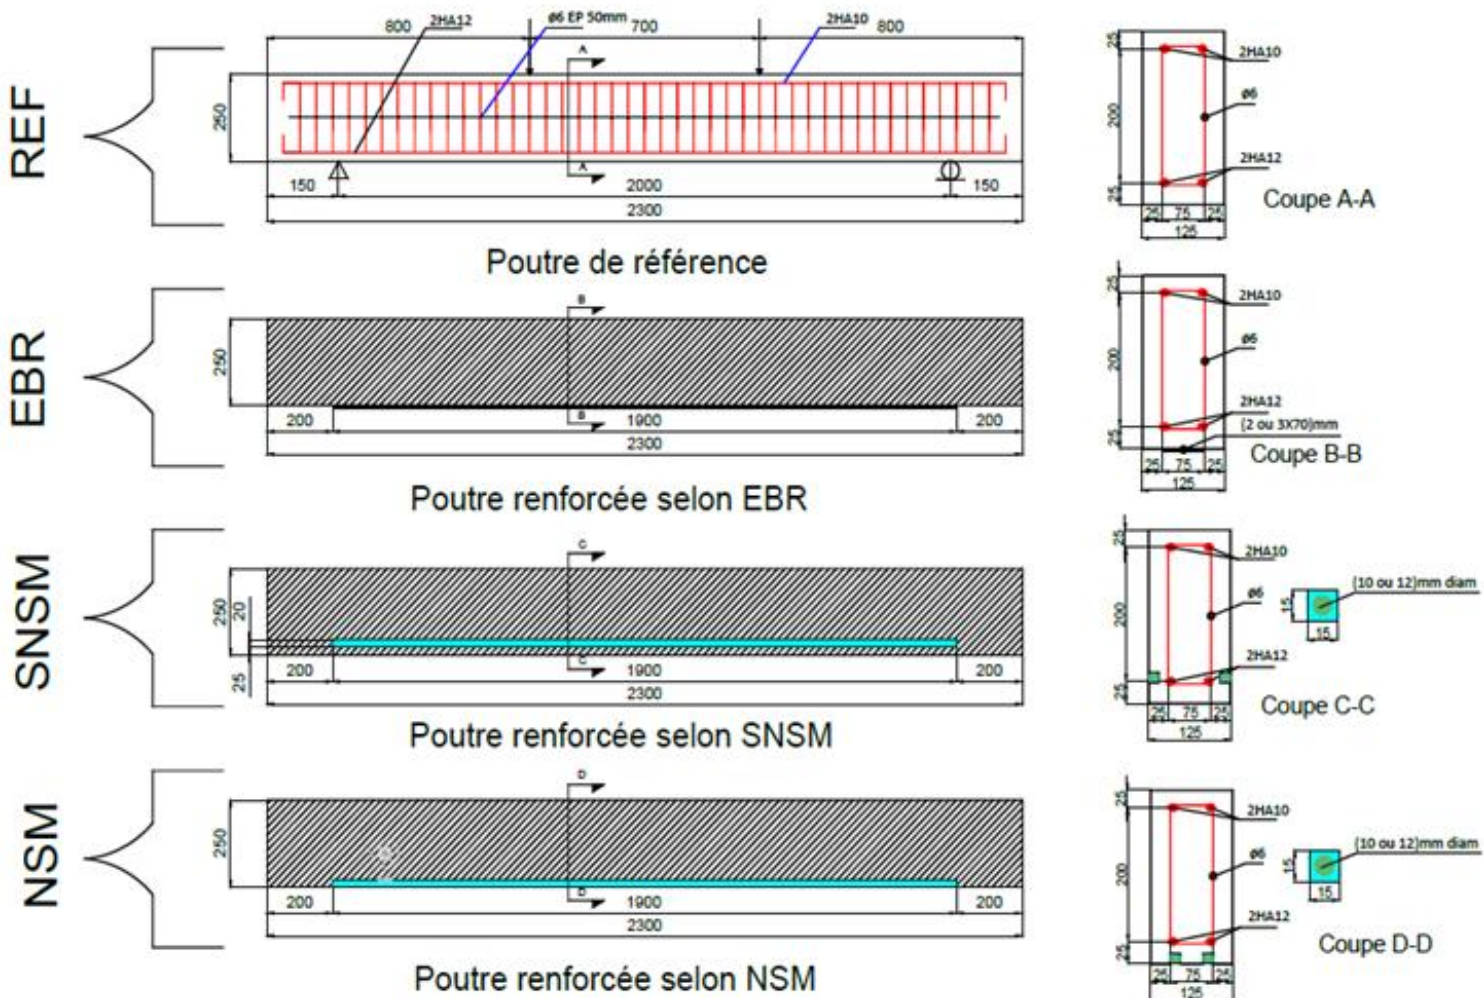 REF
800
2HA12
ø6 EP 50mm
700
2HA10
800
A
250
A
150
2000
150
2300
Poutre de référence
25
200
25
2HA10
ø6
2HA12
25 75 25
125
Coupe A-A
EBR
B
250
200
B
1900
200
2300
Poutre renforcée selon EBR
25
200
25
2HA10
ø6
2HA12
(2 ou 3X70)mm
25 75 25
125
Coupe B-B
SNSM
C
250
20
25
200
C
1900
200
2300
Poutre renforcée selon SNSM
25
200
25
2HA10
ø6
2HA12
25 75 25
125
Coupe C-C
(10 ou 12)mm diam
15
15
NSM
D
250
200
D
1900
200
2300
Poutre renforcée selon NSM
25
200
25
2HA10
ø6
2HA12
25 75 25
125
Coupe D-D
(10 ou 12)mm diam
15
15